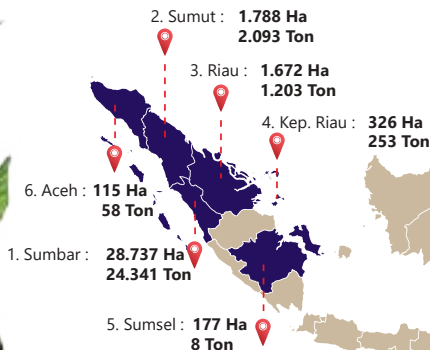 2. Sumut : 1.788 Ha
2.093 Ton
3. Riau : 1.672 Ha
1.203 Ton
4. Kep. Riau : 326 Ha
253 Ton
6. Aceh : 115 Ha
58 Ton
1. Sumbar : 28.737 Ha
24.341 Ton
5. Sumsel : 177 Ha
8 Ton